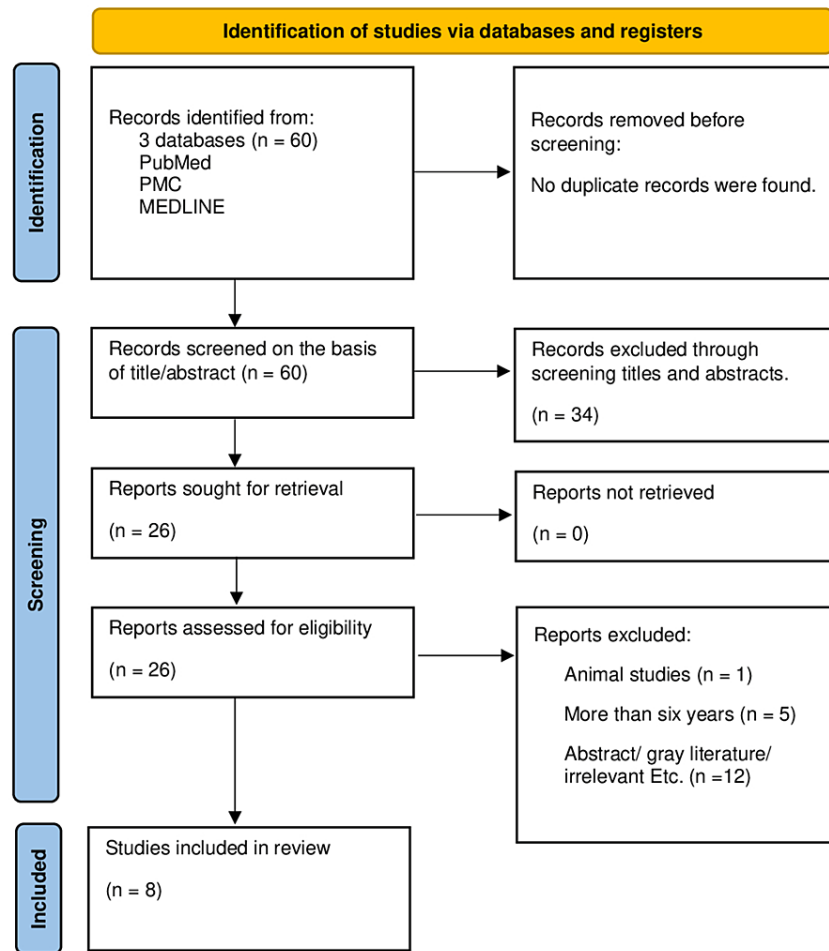 Identification of studies via databases and registers
Identification
Records identified from:
3 databases (n = 60)
PubMed
PMC
MEDLINE
Records removed before
screening:
No duplicate records were found.
Screening
Records screened on the basis
of title/abstract (n = 60)
Records excluded through
screening titles and abstracts.
(n = 34)
Reports sought for retrieval
(n = 26)
Reports not retrieved
(n = 0)
Reports assessed for eligibility
(n = 26)
Reports excluded:
Animal studies (n = 1)
More than six years (n = 5)
Abstract/ gray literature/
irrelevant Etc. (n =12)
Included
Studies included in review
(n = 8)